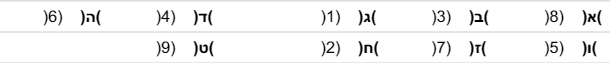 )א( )8( )ב( )3( )ג( )1( )ד( )4( )ה( )6(
)ו( )5( )ז( )7( )ח( )2( )ט( )9(